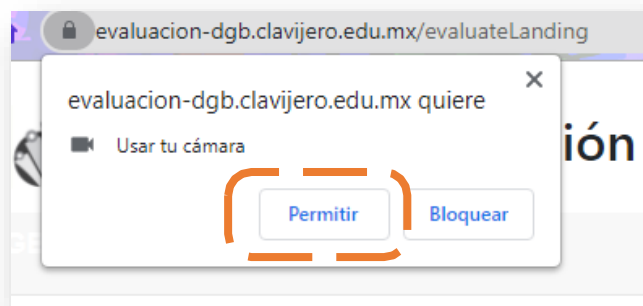 evaluacion-dgb.clavijero.edu.mx/evaluateLanding
evaluacion-dgb.clavijero.edu.mx quiere
Usar tu cámara
ión
Permitir
Bloquear